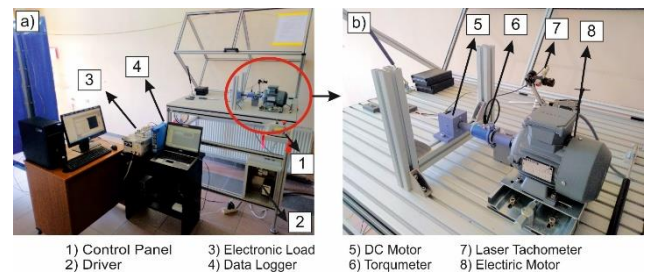 a)
b)
5
6
7
8
3
4
1
2
1) Control Panel 3) Electronic Load 5) DC Motor 7) Laser Tachometer
2) Driver 4) Data Logger 6) Torqumeter 8) Electiric Motor